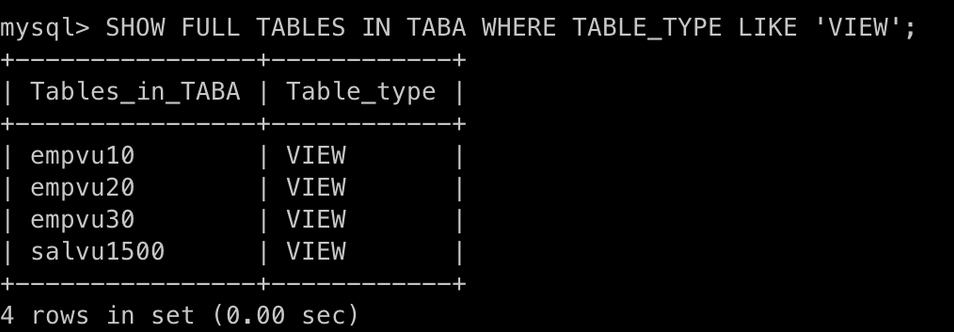 mysql> SHOW FULL TABLES IN TABA WHERE TABLE_TYPE LIKE 'VIEW';
+----------------+------------+
| Tables_in_TABA | Table_type |
+----------------+------------+
| empvu10        | VIEW       |
| empvu20        | VIEW       |
| empvu30        | VIEW       |
| salvu1500      | VIEW       |
+----------------+------------+
4 rows in set (0.00 sec)